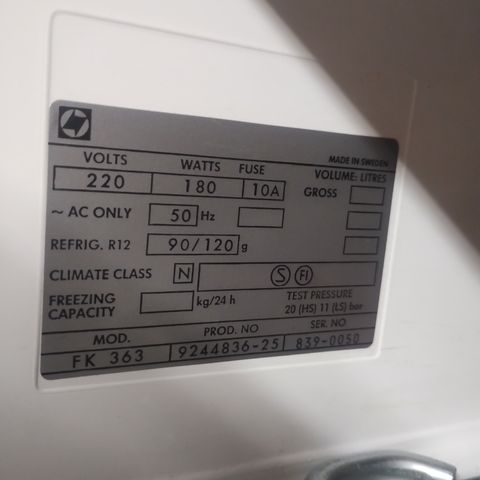 MADE IN SWEDEN
VOLTS WATTS FUSE VOLUME: LITRES
220 180 10A GROSS
~ AC ONLY 50 Hz
REFRIG. R12 90/120 g
CLIMATE CLASS N S FI
FREEZING CAPACITY kg/24 h TEST PRESSURE
20 (HS) 11 (LS) bar
MOD. PROD. NO SER. NO
FK 363 9244836-25 839-0050